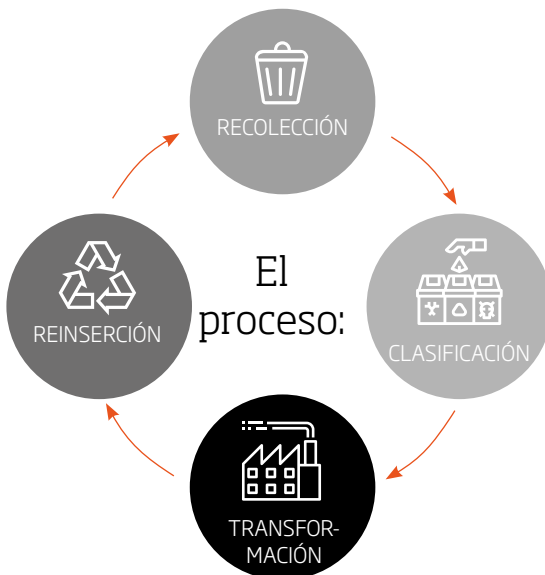 RECOLECCIÓN
El
proceso:
REINSERCIÓN
CLASIFICACIÓN
TRANSFOR-
MACIÓN